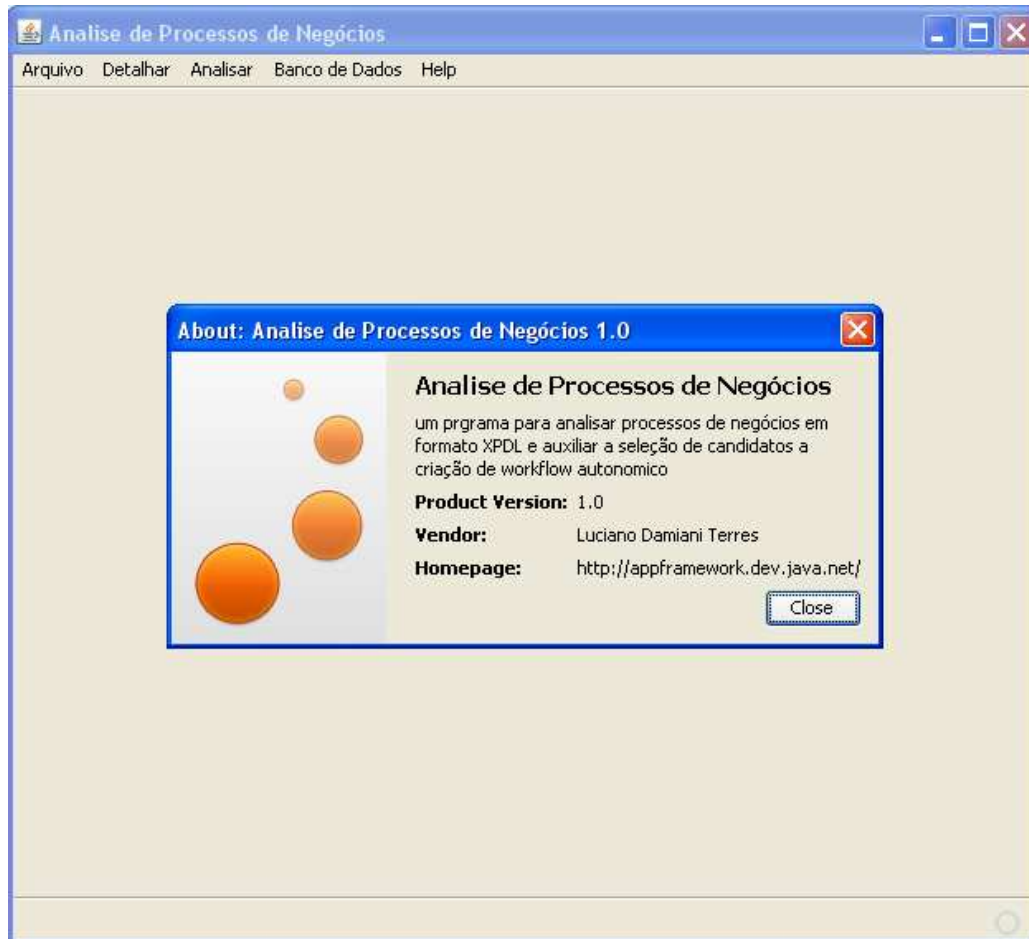 Analise de Processos de Negócios
Arquivo Detalhar Analisar Banco de Dados Help
About: Analise de Processos de Negócios 1.0
Analise de Processos de Negócios
um prgrama para analisar processos de negócios em
formato XPDL e auxiliar a seleção de candidatos a
criação de workflow autonomico
Product Version: 1.0
Vendor: Luciano Damiani Terres
Homepage: http://appframework.dev.java.net/
Close